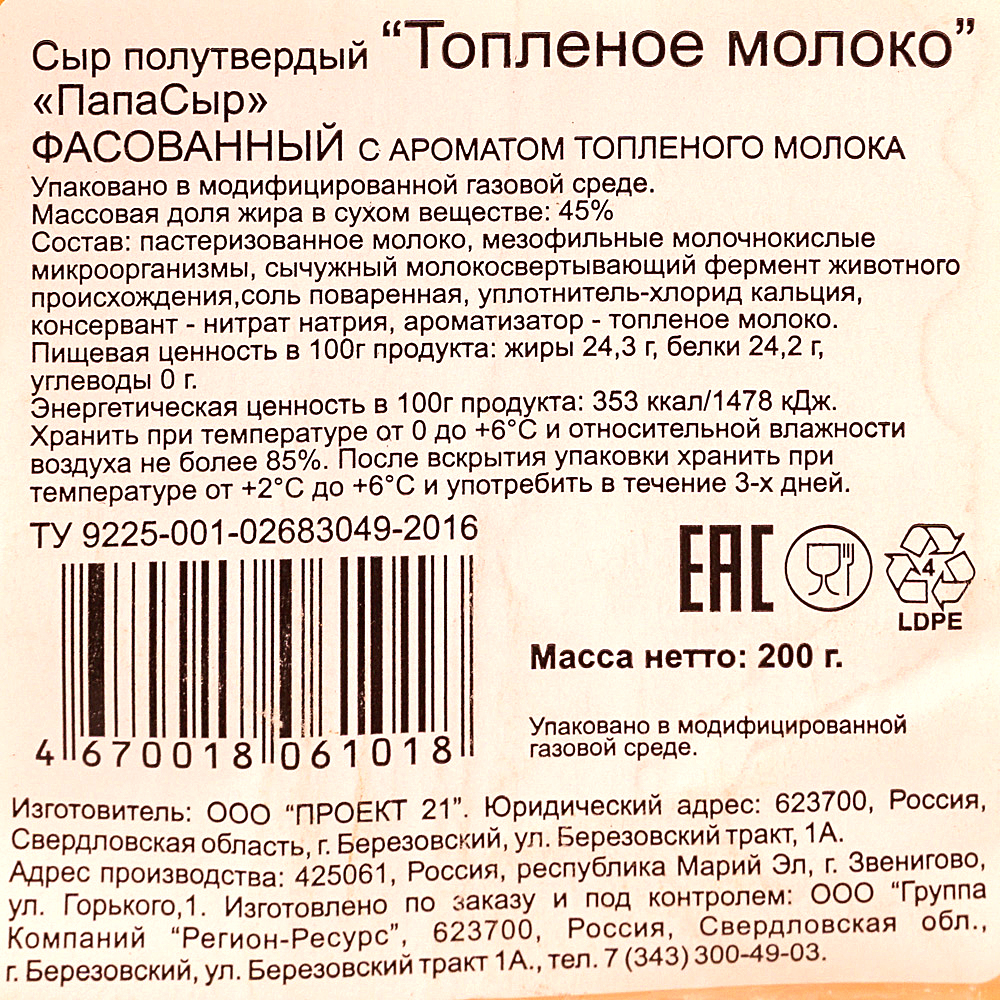 Сыр полутвердый “Топленое молоко”
«ПапаСыр»
ФАСОВАННЫЙ С АРОМАТОМ ТОПЛЕНОГО МОЛОКА
Упаковано в модифицированной газовой среде.
Массовая доля жира в сухом веществе: 45%
Состав: пастеризованное молоко, мезофильные молочнокислые
микроорганизмы, сычужный молокосвертывающий фермент животного
происхождения,соль поваренная, уплотнитель-хлорид кальция,
консервант - нитрат натрия, ароматизатор - топленое молоко.
Пищевая ценность в 100г продукта: жиры 24,3 г, белки 24,2 г,
углеводы 0 г.
Энергетическая ценность в 100г продукта: 353 ккал/1478 кДж.
Хранить при температуре от 0 до +6°С и относительной влажности
воздуха не более 85%. После вскрытия упаковки хранить при
температуре от +2°С до +6°С и употребить в течение 3-х дней.
ТУ 9225-001-02683049-2016
EAC
4
LDPE
Масса нетто: 200 г.
Упаковано в модифицированной
газовой среде.
4 670018 061018
Изготовитель: ООО “ПРОЕКТ 21”. Юридический адрес: 623700, Россия,
Свердловская область, г. Березовский, ул. Березовский тракт, 1А.
Адрес производства: 425061, Россия, республика Марий Эл, г. Звенигово,
ул. Горького,1. Изготовлено по заказу и под контролем: ООО “Группа
Компаний “Регион-Ресурс”, 623700, Россия, Свердловская обл.,
г. Березовский, ул. Березовский тракт 1А., тел. 7 (343) 300-49-03.